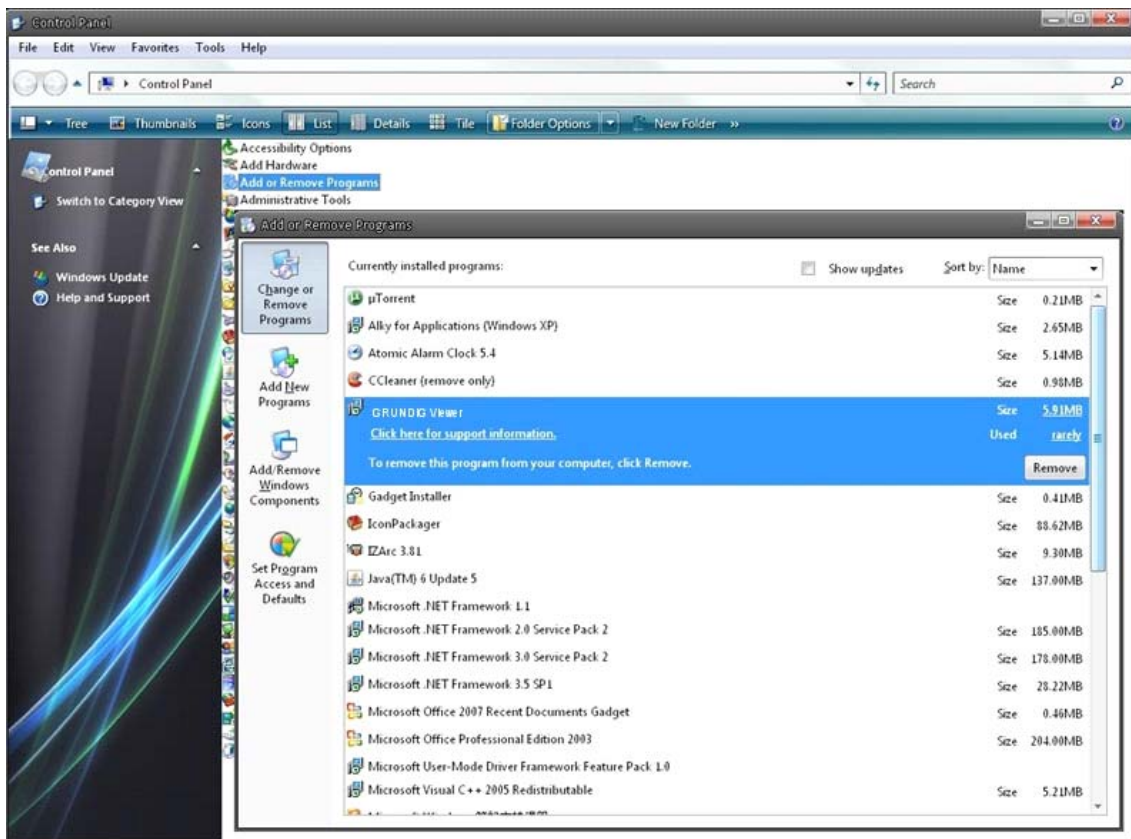 Control Panel
File Edit View Favorites Tools Help
Control Panel
Search
Tree Thumbnails Icons List Details Tile Folder Options New Folder »
Control Panel
Switch to Category View
See Also
Windows Update
Help and Support
Accessibility Options
Add Hardware
Add or Remove Programs
Administrative Tools
Add or Remove Programs
Change or
Remove
Programs
Add New
Programs
Add/Remove
Windows
Components
Set Program
Access and
Defaults
Currently installed programs: Show updates Sort by: Name
µTorrent Size 0.21MB
Alky for Applications (Windows XP) Size 2.65MB
Atomic Alarm Clock 5.4 Size 5.14MB
CCleaner (remove only) Size 0.98MB
GRUNDIG Viewer Size 5.91MB
Click here for support information. Used rarely
To remove this program from your computer, click Remove. Remove
Gadget Installer Size 0.41MB
IconPackager Size 88.62MB
IZArc 3.81 Size 9.30MB
Java(TM) 6 Update 5 Size 137.00MB
Microsoft .NET Framework 1.1
Microsoft .NET Framework 2.0 Service Pack 2 Size 185.00MB
Microsoft .NET Framework 3.0 Service Pack 2 Size 178.00MB
Microsoft .NET Framework 3.5 SP1 Size 28.22MB
Microsoft Office 2007 Recent Documents Gadget Size 0.46MB
Microsoft Office Professional Edition 2003 Size 204.00MB
Microsoft User-Mode Driver Framework Feature Pack 1.0
Microsoft Visual C++ 2005 Redistributable Size 5.21MB